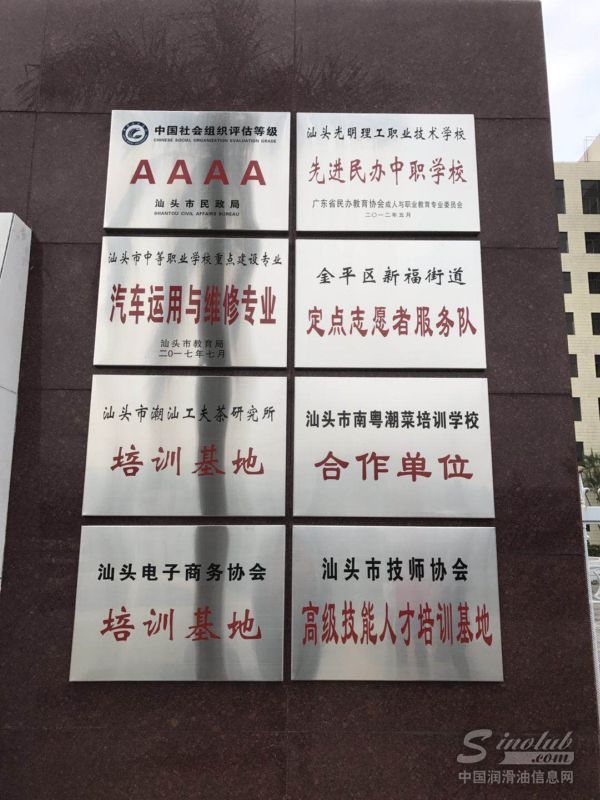 中国社会组织评估等级
CHINESE SOCIAL ORGANIZATION EVALUATION GRADE
AAAA
汕头市民政局
SHANTOU CIVIL AFFAIRS BUREAU
汕头光明理工职业技术学校
先进民办中职学校
广东省民办教育协会成人与职业教育专业委员会
二〇一二年五月
汕头市中等职业学校重点建设专业
汽车运用与维修专业
汕头市教育局
二〇一七年七月
金平区新福街道
定点志愿者服务队
汕头市潮汕工夫茶研究所
培训基地
汕头市南粤潮菜培训学校
合作单位
汕头电子商务协会
培训基地
汕头市技师协会
高级技能人才培训基地
Sinolub
.com
中国润滑油信息网